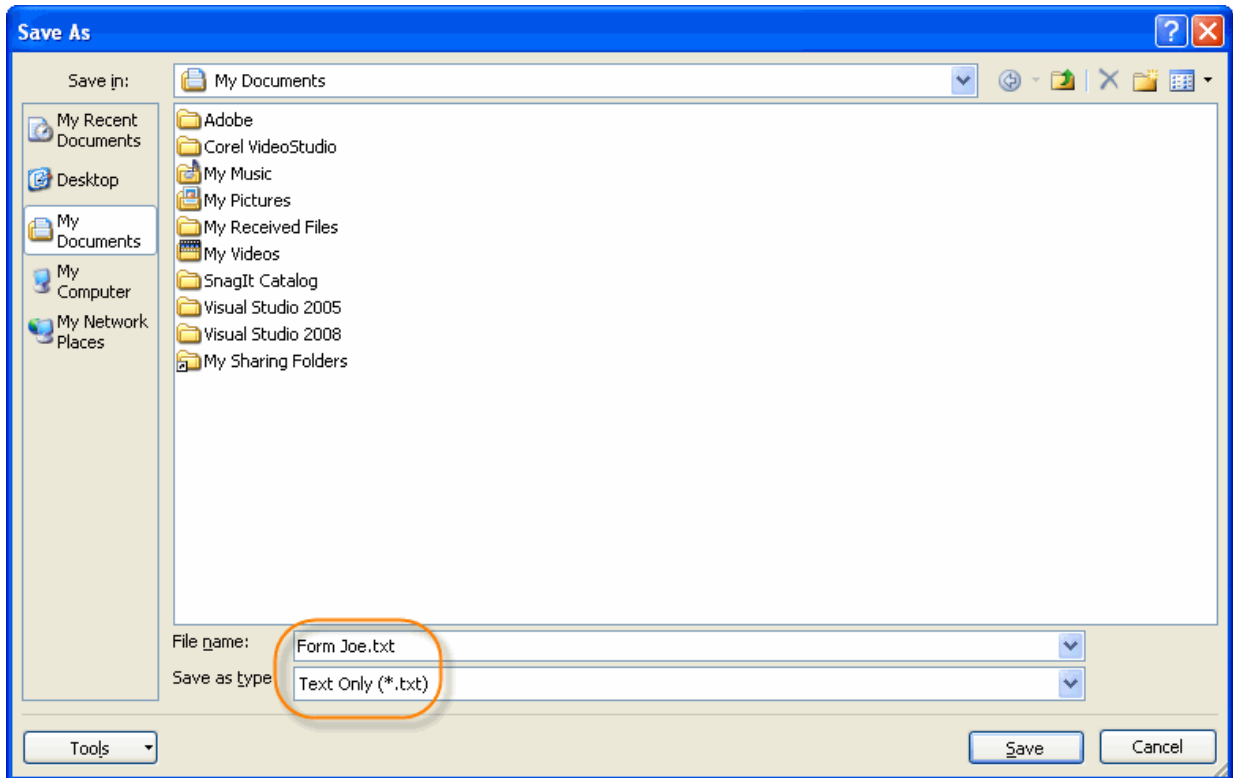 Save As
Save in:
My Documents
My Recent
Documents
Desktop
My
Documents
My
Computer
My Network
Places
Adobe
Corel VideoStudio
My Music
My Pictures
My Received Files
My Videos
SnagIt Catalog
Visual Studio 2005
Visual Studio 2008
My Sharing Folders
File name:
Form Joe.txt
Save as type
Text Only (*.txt)
Tools
Save
Cancel